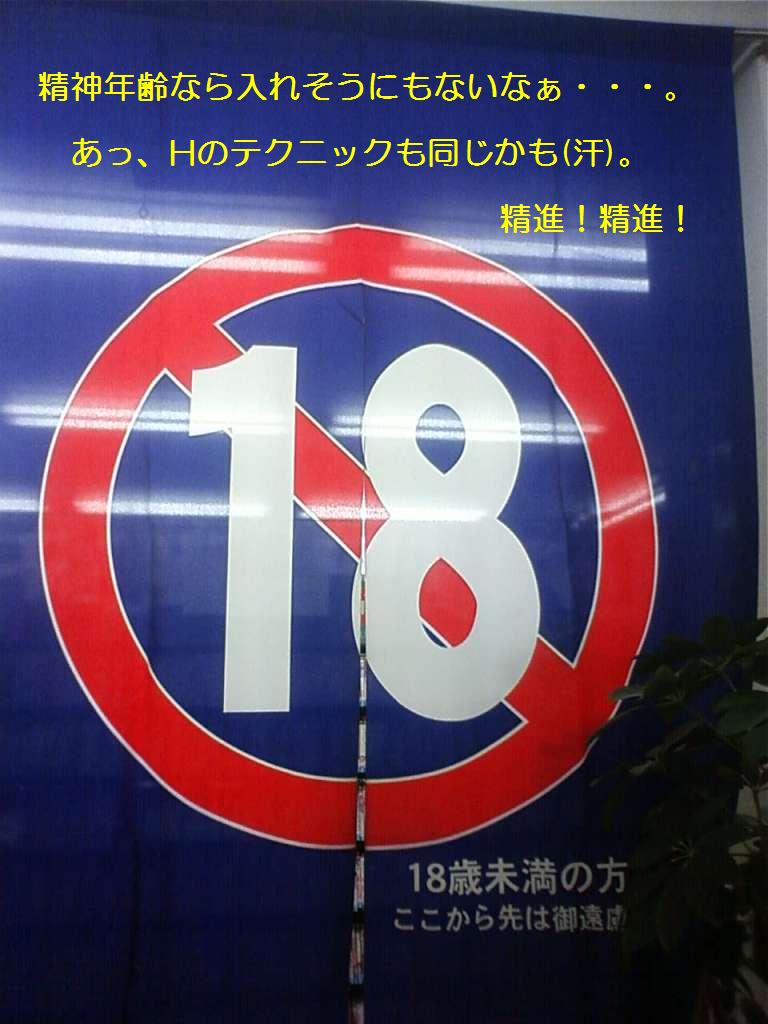 精神年齢なら入れそうにもないなぁ・・・。
あっ、Hのテクニックも同じかも(汗)。
精進！精進！
18
18歳未満の方
ここから先は御遠慮